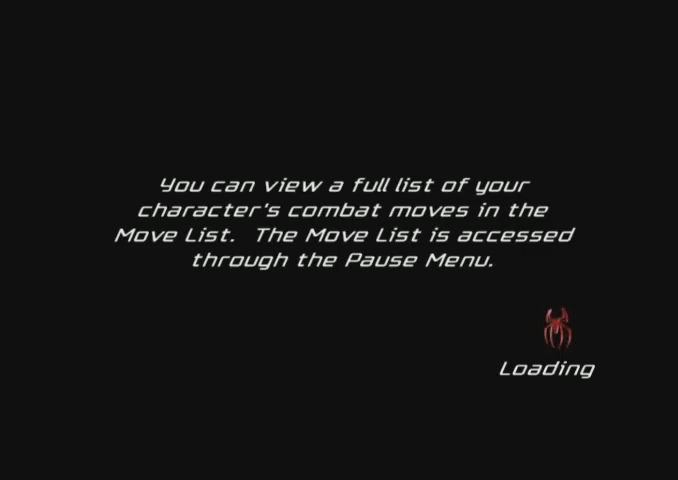 You can view a full list of your
character's combat moves in the
Move List.  The Move List is accessed
through the Pause Menu.
Loading